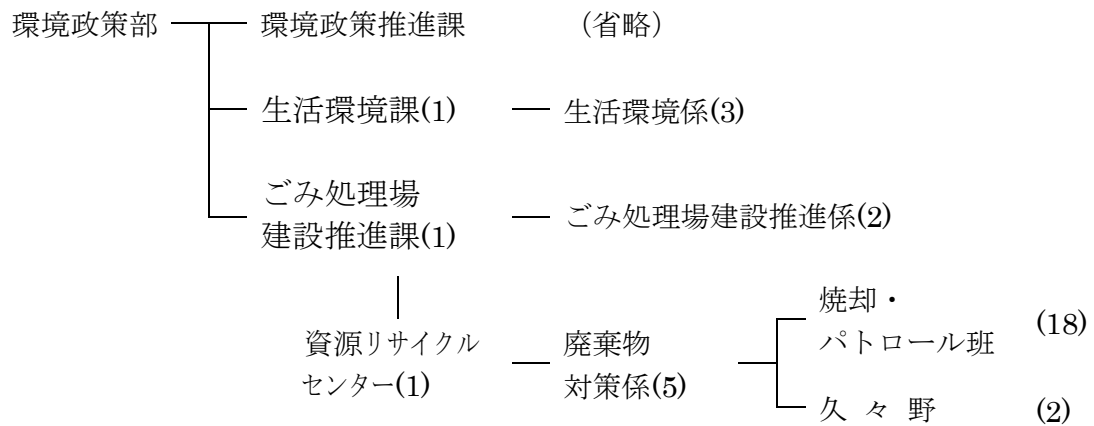 環境政策部 環境政策推進課 （省略）
生活環境課(1) 生活環境係(3)
ごみ処理場
建設推進課(1)
ごみ処理場建設推進係(2)
資源リサイクル
センター(1)
廃棄物
対策係(5)
焼却・
パトロール班
(18)
久々野 (2)